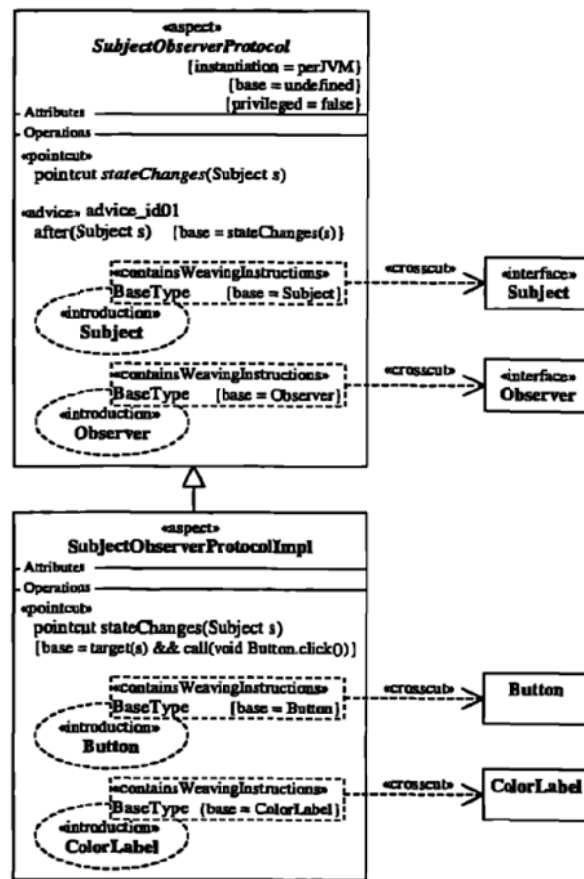 «aspect»
SubjectObserverProtocol
{instantiation = perJVM}
{base = undefined}
{privileged = false}
Attributes
Operations
«pointcut»
pointcut stateChanges(Subject s)
«advice» advice_id01
after(Subject s) {base = stateChanges(s)}
«containsWeavingInstructions»
BaseType {base = Subject}
«introduction»
Subject
«crosscut»
«interface»
Subject
«containsWeavingInstructions»
BaseType {base = Observer}
«introduction»
Observer
«crosscut»
«interface»
Observer
«aspect»
SubjectObserverProtocolImpl
Attributes
Operations
«pointcut»
pointcut stateChanges(Subject s)
[base = target(s) && call(void Button.click())]
«containsWeavingInstructions»
BaseType {base = Button}
«introduction»
Button
«crosscut»
Button
«containsWeavingInstructions»
BaseType {base = ColorLabel}
«introduction»
ColorLabel
«crosscut»
ColorLabel